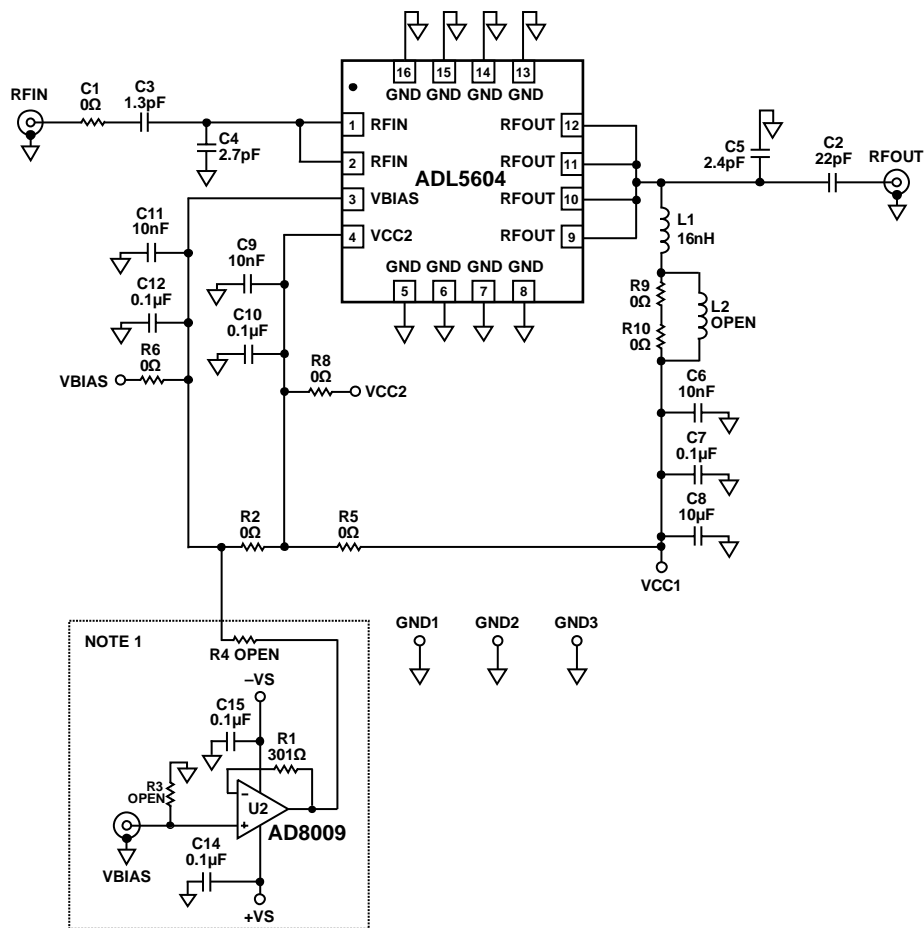 16 15 14 13
GND GND GND GND
RFIN
C1
0Ω
C3
1.3pF
C4
2.7pF
1 RFIN
2 RFIN
3 VBIAS
4 VCC2
ADL5604
RFOUT 12
RFOUT 11
RFOUT 10
RFOUT 9
GND GND GND GND
5 6 7 8
C5
2.4pF
C2
22pF
RFOUT
L1
16nH
R9
0Ω
R10
0Ω
L2
OPEN
C11
10nF
C12
0.1µF
C9
10nF
C10
0.1µF
R6
0Ω
VBIAS
R8
0Ω
VCC2
C6
10nF
C7
0.1µF
C8
10µF
R2
0Ω
R5
0Ω
VCC1
NOTE 1
R4 OPEN
GND1 GND2 GND3
–VS
C15
0.1µF
R1
301Ω
R3
OPEN
–
+
U2
AD8009
VBIAS
C14
0.1µF
+VS